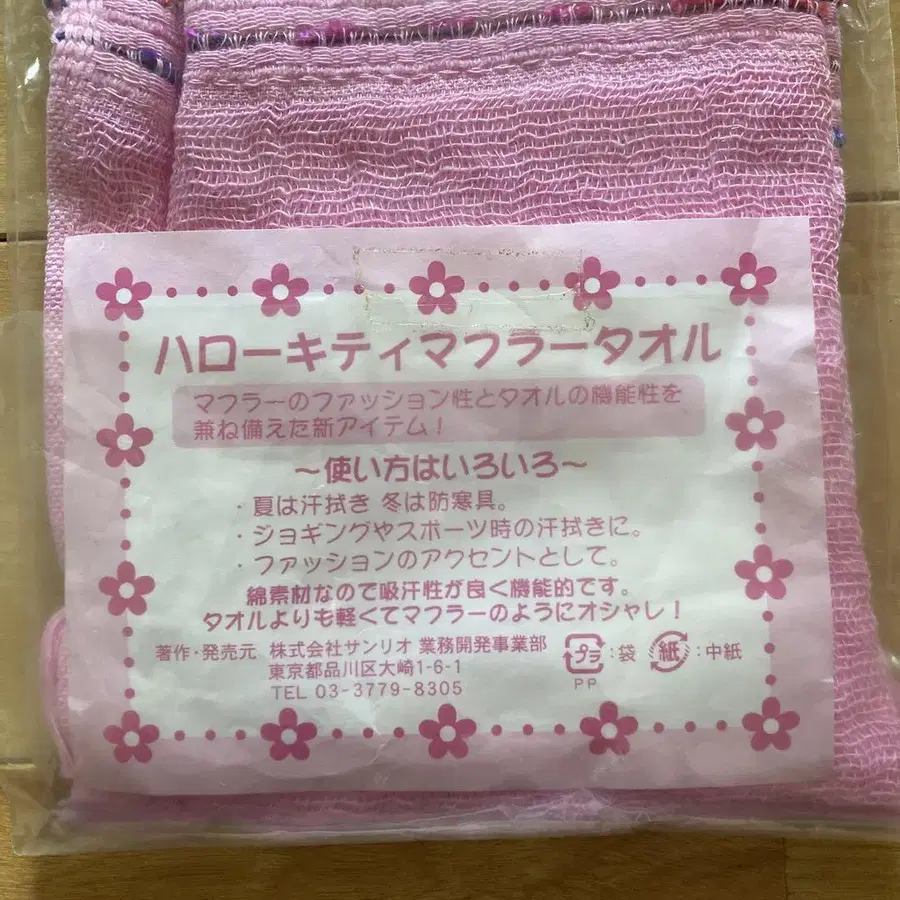 ハローキティマフラータオル
マフラーのファッション性とタオルの機能性を
兼ね備えた新アイテム!
〜使い方はいろいろ〜
・夏は汗拭き 冬は防寒具。
・ジョギングやスポーツ時の汗拭きに。
・ファッションのアクセントとして。
綿素材なので吸汗性が良く機能的です。
タオルよりも軽くてマフラーのようにオシャレ!
著作・発売元 株式会社サンリオ 業務開発事業部
東京都品川区大崎1-6-1
TEL 03-3779-8305
プラ:袋 紙:中紙
PP